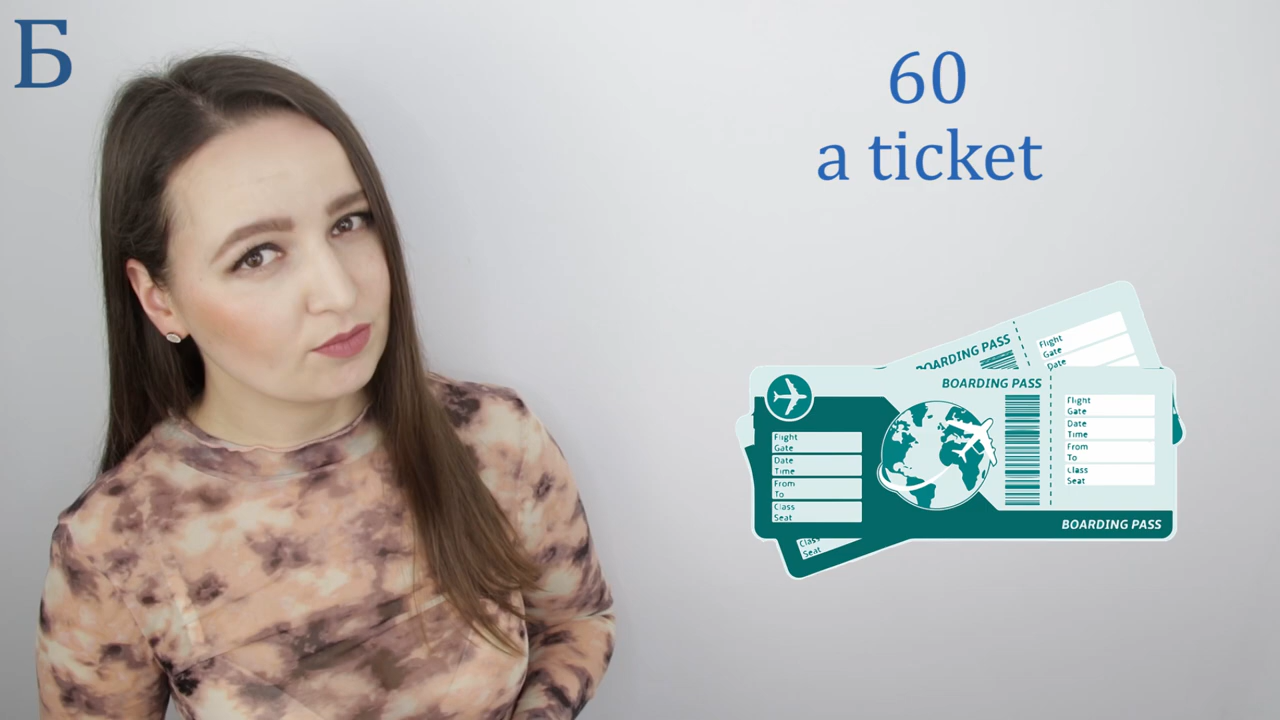 Б
60
a ticket
BOARDING PASS
Flight
Gate
Date
BOARDING PASS
Flight
Gate
Date
Time
From
To
Class
Seat
Flight
Gate
Date
Time
From
To
Class
Seat
BOARDING PASS
Class
Seat